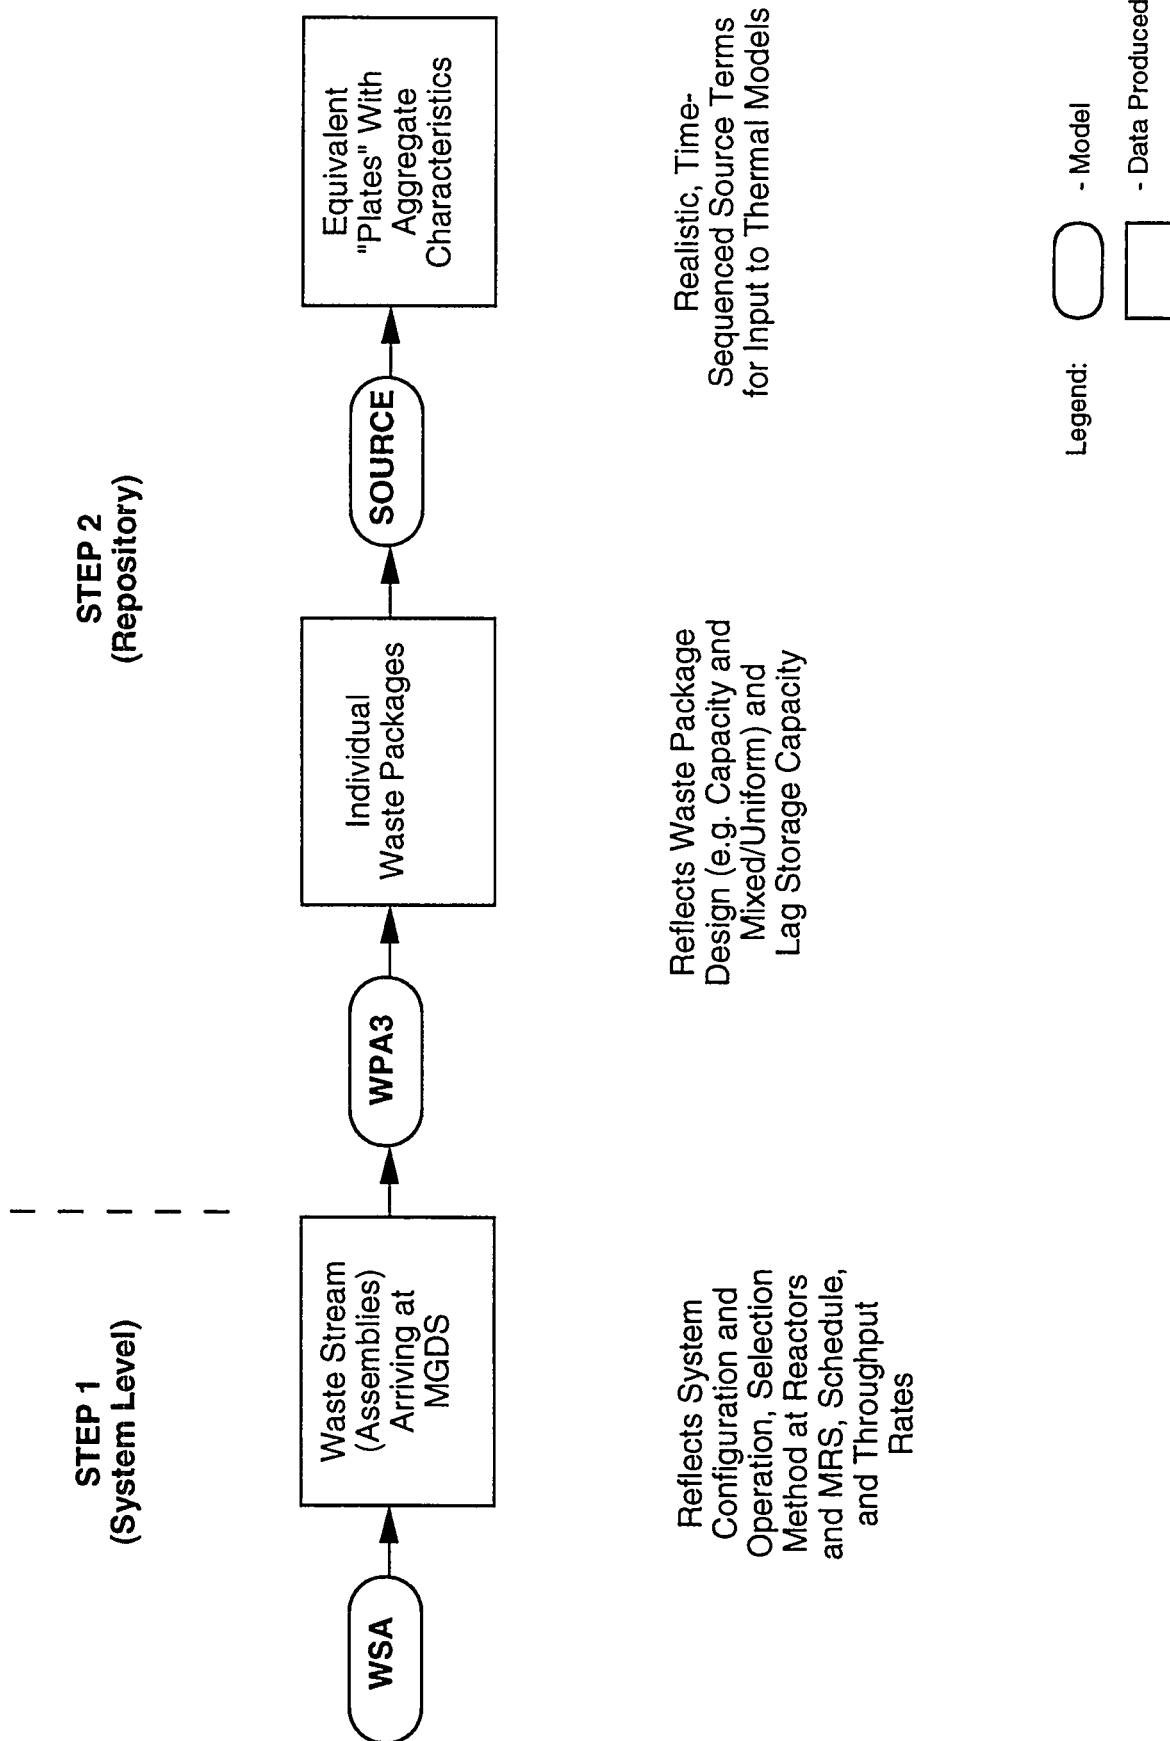 STEP 1
(System Level)
STEP 2
(Repository)
WSA
Waste Stream
(Assemblies)
Arriving at
MGDS
WPA3
Individual
Waste Packages
SOURCE
Equivalent
"Plates" With
Aggregate
Characteristics
Reflects System
Configuration and
Operation, Selection
Method at Reactors
and MRS, Schedule,
and Throughput
Rates
Reflects Waste Package
Design (e.g. Capacity and
Mixed/Uniform) and
Lag Storage Capacity
Realistic, Time-
Sequenced Source Terms
for Input to Thermal Models
Legend:
- Model
- Data Produced